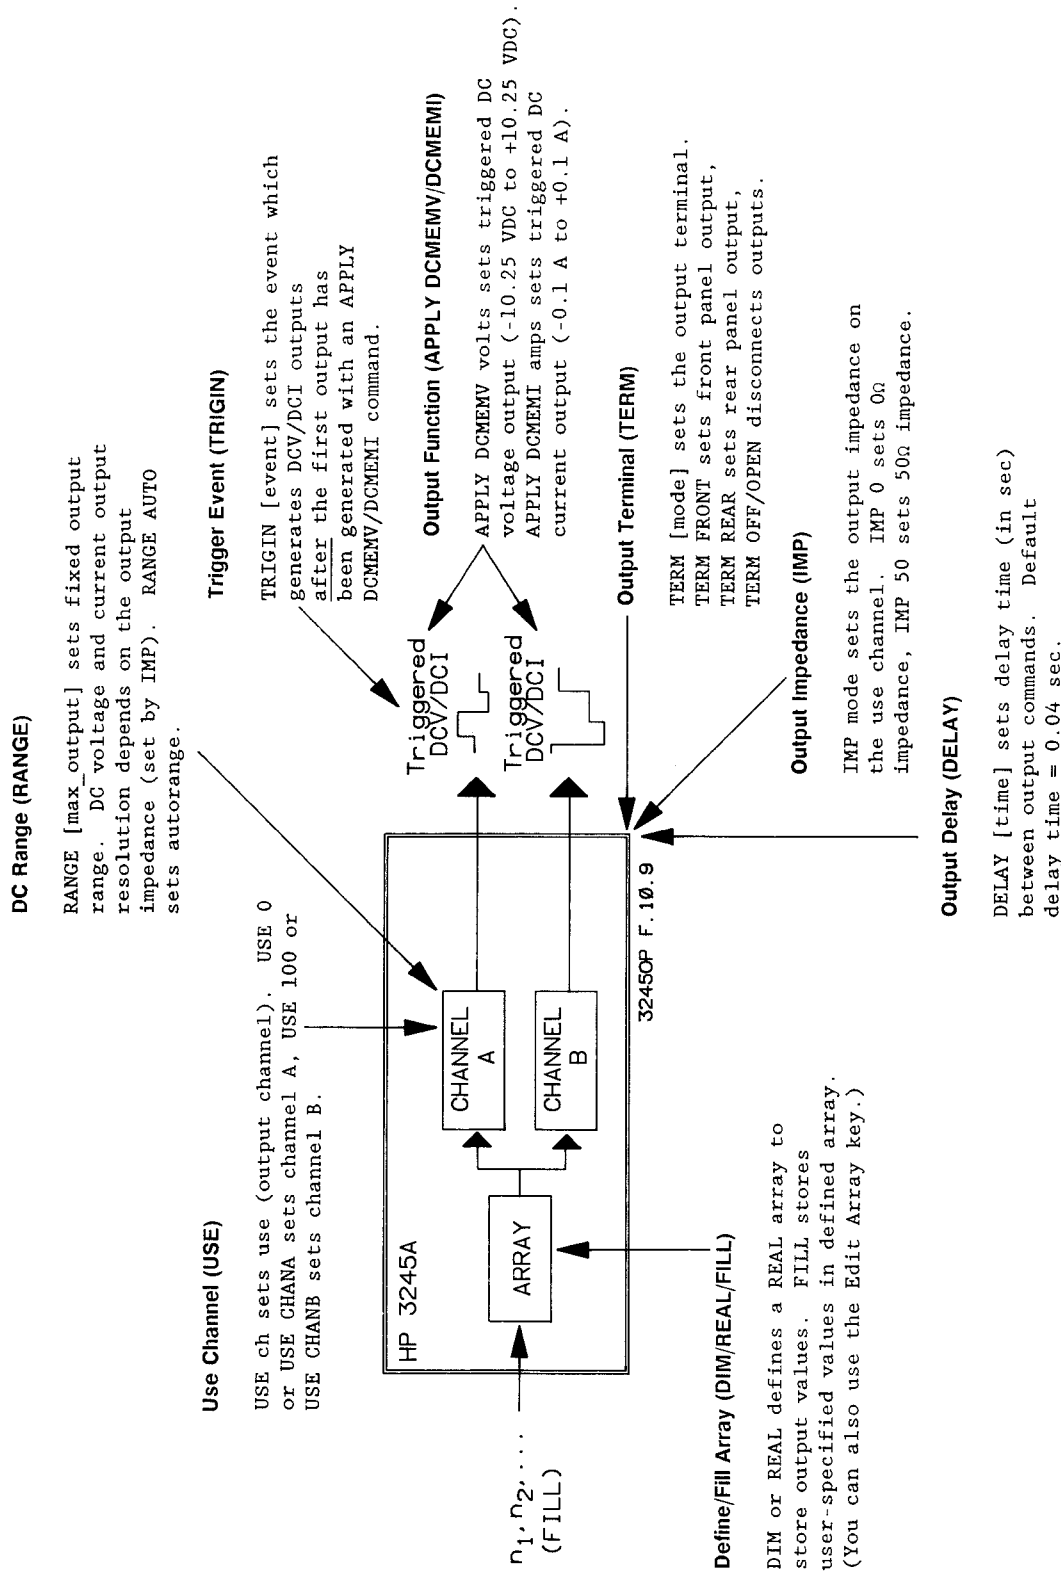 DC Range (RANGE)
RANGE [max_output] sets fixed output
range.  DC voltage and current output
resolution depends on the output
impedance (set by IMP).  RANGE AUTO
sets autorange.
Use Channel (USE)
USE ch sets use (output channel).  USE 0
or USE CHANA sets channel A, USE 100 or
USE CHANB sets channel B.
Trigger Event (TRIGIN)
TRIGIN [event] sets the event which
generates DCV/DCI outputs
after the first output has
been generated with an APPLY
DCMEMV/DCMEMI command.
HP 3245A
n1,n2,....
(FILL)
ARRAY
CHANNEL
A
CHANNEL
B
Triggered
DCV/DCI
Triggered
DCV/DCI
3245OP F.10.9
Output Function (APPLY DCMEMV/DCMEMI)
APPLY DCMEMV volts sets triggered DC
voltage output (-10.25 VDC to +10.25 VDC).
APPLY DCMEMI amps sets triggered DC
current output (-0.1 A to +0.1 A).
Output Terminal (TERM)
TERM [mode] sets the output terminal.
TERM FRONT sets front panel output,
TERM REAR sets rear panel output,
TERM OFF/OPEN disconnects outputs.
Define/Fill Array (DIM/REAL/FILL)
DIM or REAL defines a REAL array to
store output values.  FILL stores
user-specified values in defined array.
(You can also use the Edit Array key.)
Output Impedance (IMP)
IMP mode sets the output impedance on
the use channel.  IMP 0 sets 0Ω
impedance, IMP 50 sets 50Ω impedance.
Output Delay (DELAY)
DELAY [time] sets delay time (in sec)
between output commands.  Default
delay time = 0.04 sec.